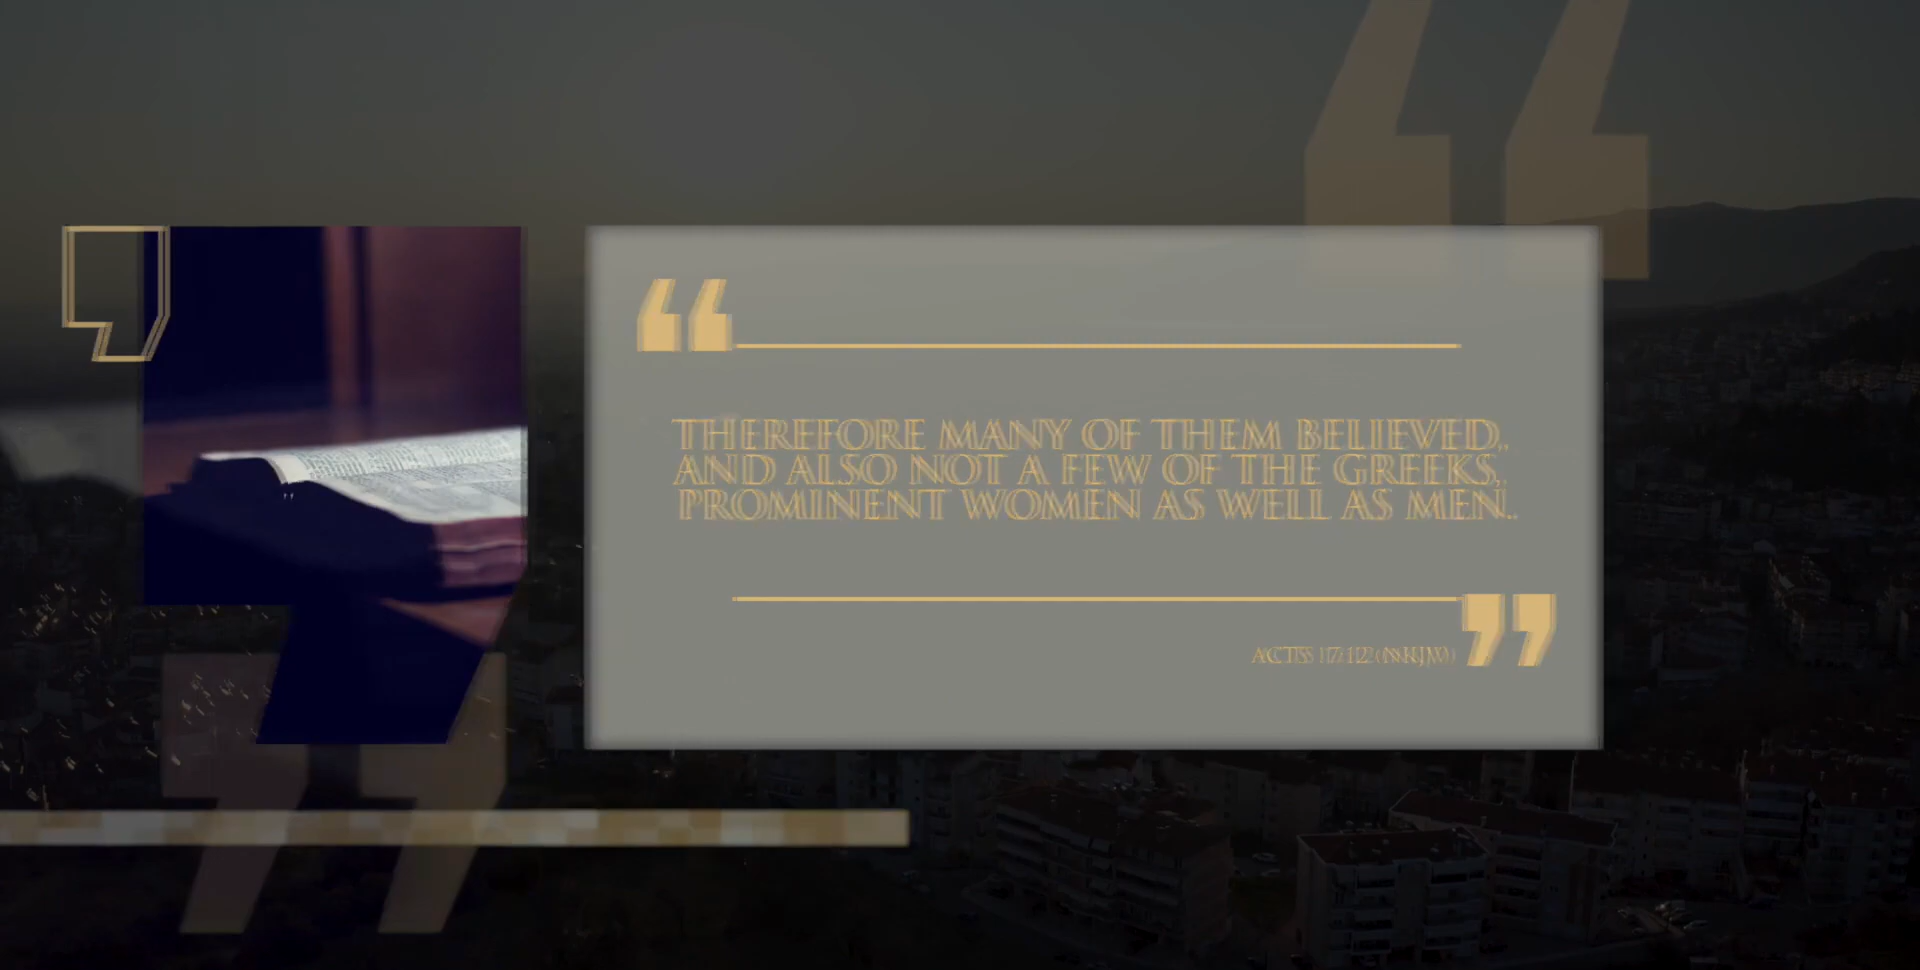 THEREFORE MANY OF THEM BELIEVED,
AND ALSO NOT A FEW OF THE GREEKS,
PROMINENT WOMEN AS WELL AS MEN.
ACTS 17:12 (NKJV)